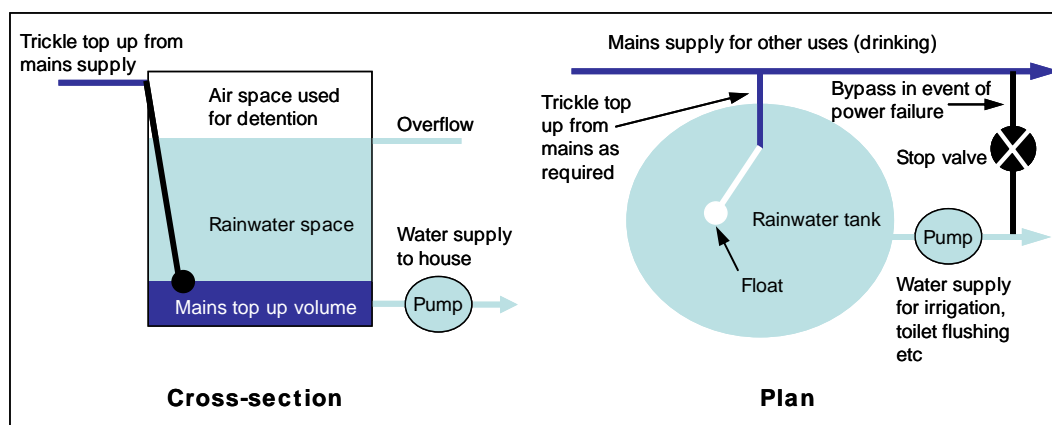 Trickle top up from
mains supply
Air space used
for detention
Overflow
Rainwater space
Water supply
to house
Mains top up volume
Pump
Cross-section
Mains supply for other uses (drinking)
Trickle top
up from
mains as
required
Bypass in event of
power failure
Stop valve
Rainwater tank
Pump
Float
Water supply
for irrigation,
toilet flushing
etc
Plan